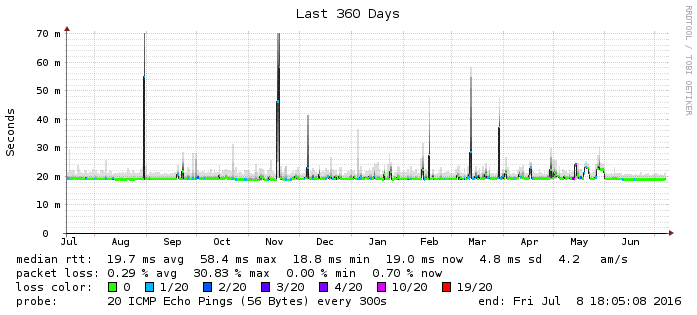 Last 360 Days
RRDTOOL / TOBI OETIKER
Seconds
70 m
60 m
50 m
40 m
30 m
20 m
10 m
0
Jul Aug Sep Oct Nov Dec Jan Feb Mar Apr May Jun
median rtt: 19.7 ms avg 58.4 ms max 18.8 ms min 19.0 ms now 4.8 ms sd 4.2 am/s
packet loss: 0.29 % avg 30.83 % max 0.00 % min 0.70 % now
loss color: 0 1/20 2/20 3/20 4/20 10/20 19/20
probe: 20 ICMP Echo Pings (56 Bytes) every 300s end: Fri Jul 8 18:05:08 2016